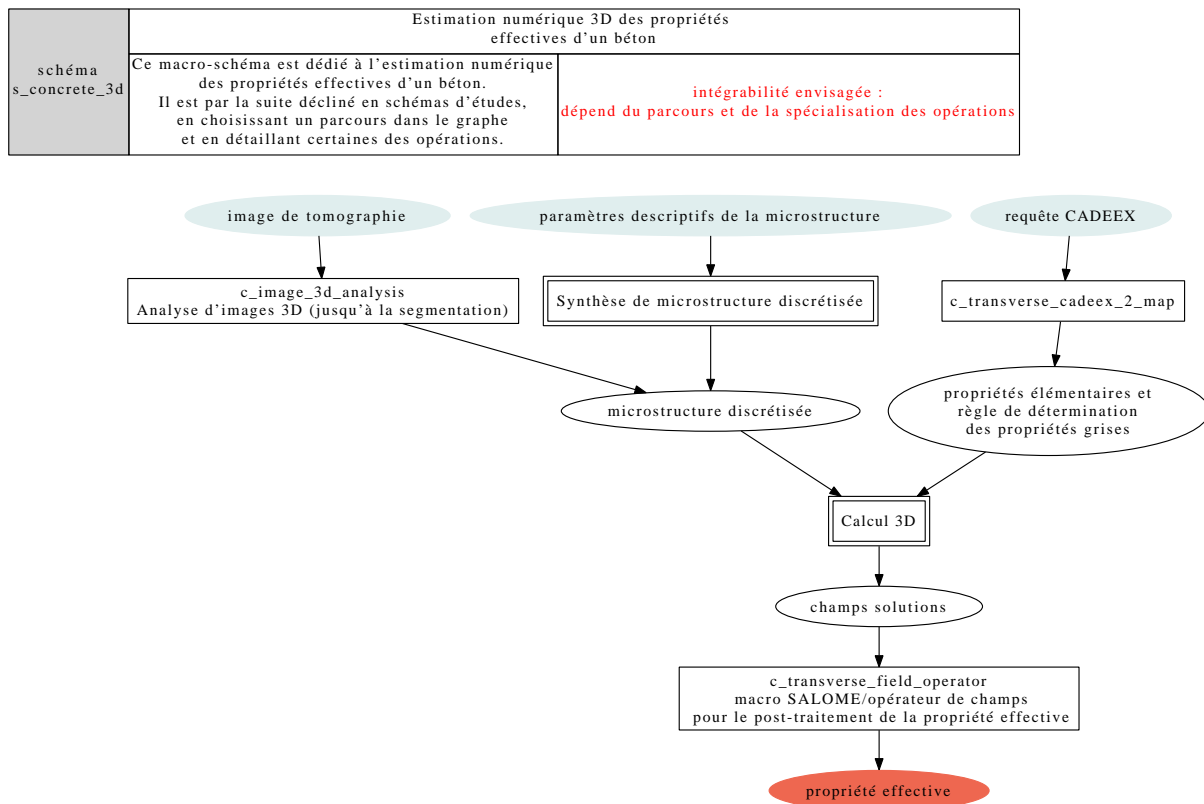 schéma
s_concrete_3d
Estimation numérique 3D des propriétés
effectives d'un béton
Ce macro-schéma est dédié à l'estimation numérique
des propriétés effectives d'un béton.
Il est par la suite décliné en schémas d'études,
en choisissant un parcours dans le graphe
et en détaillant certaines des opérations.
intégrabilité envisagée :
dépend du parcours et de la spécialisation des opérations
image de tomographie
paramètres descriptifs de la microstructure
requête CADEEX
c_image_3d_analysis
Analyse d'images 3D (jusqu'à la segmentation)
Synthèse de microstructure discrétisée
c_transverse_cadeex_2_map
microstructure discrétisée
propriétés élémentaires et
règle de détermination
des propriétés grises
Calcul 3D
champs solutions
c_transverse_field_operator
macro SALOME/opérateur de champs
pour le post-traitement de la propriété effective
propriété effective